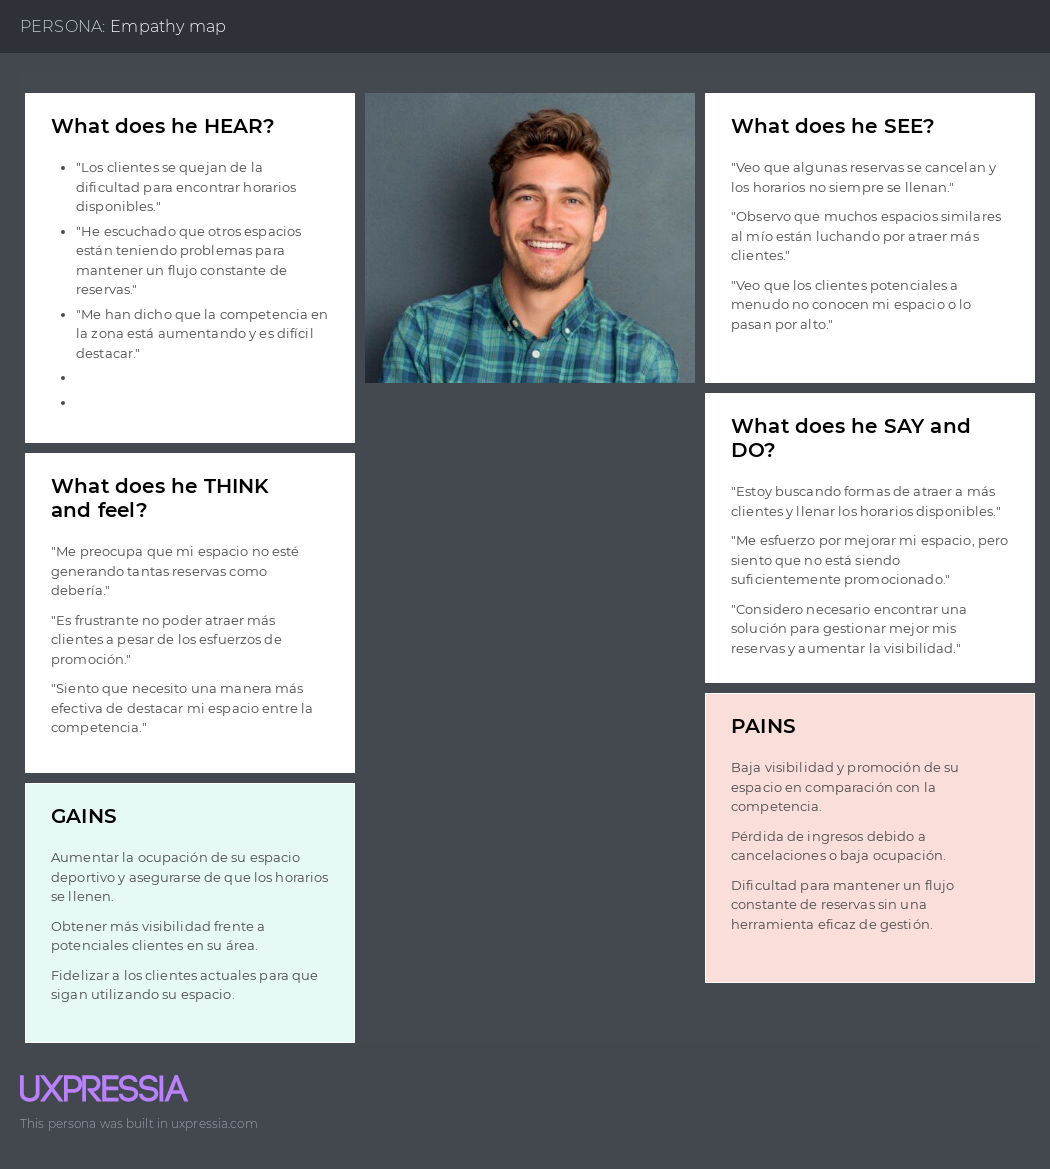 PERSONA: Empathy map
What does he HEAR?
• "Los clientes se quejan de la
dificultad para encontrar horarios
disponibles."
• "He escuchado que otros espacios
están teniendo problemas para
mantener un flujo constante de
reservas."
• "Me han dicho que la competencia en
la zona está aumentando y es difícil
destacar."
•
•
What does he THINK
and feel?
"Me preocupa que mi espacio no esté
generando tantas reservas como
debería."
"Es frustrante no poder atraer más
clientes a pesar de los esfuerzos de
promoción."
"Siento que necesito una manera más
efectiva de destacar mi espacio entre la
competencia."
GAINS
Aumentar la ocupación de su espacio
deportivo y asegurarse de que los horarios
se llenen.
Obtener más visibilidad frente a
potenciales clientes en su área.
Fidelizar a los clientes actuales para que
sigan utilizando su espacio.
What does he SEE?
"Veo que algunas reservas se cancelan y
los horarios no siempre se llenan."
"Observo que muchos espacios similares
al mío están luchando por atraer más
clientes."
"Veo que los clientes potenciales a
menudo no conocen mi espacio o lo
pasan por alto."
What does he SAY and
DO?
"Estoy buscando formas de atraer a más
clientes y llenar los horarios disponibles."
"Me esfuerzo por mejorar mi espacio, pero
siento que no está siendo
suficientemente promocionado."
"Considero necesario encontrar una
solución para gestionar mejor mis
reservas y aumentar la visibilidad."
PAINS
Baja visibilidad y promoción de su
espacio en comparación con la
competencia.
Pérdida de ingresos debido a
cancelaciones o baja ocupación.
Dificultad para mantener un flujo
constante de reservas sin una
herramienta eficaz de gestión.
UXPRESSIA
This persona was built in uxpressia.com